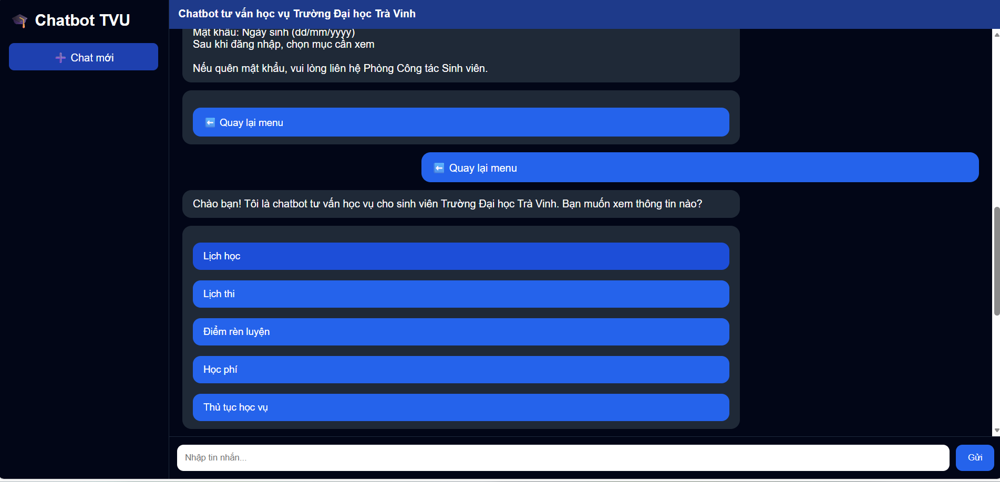 Chatbot TVU
Chat mới
Chatbot tư vấn học vụ Trường Đại học Trà Vinh
Mật khẩu: Ngày sinh (dd/mm/yyyy)
Sau khi đăng nhập, chọn mục cần xem
Nếu quên mật khẩu, vui lòng liên hệ Phòng Công tác Sinh viên.
Quay lại menu
Quay lại menu
Chào bạn! Tôi là chatbot tư vấn học vụ cho sinh viên Trường Đại học Trà Vinh. Bạn muốn xem thông tin nào?
Lịch học
Lịch thi
Điểm rèn luyện
Học phí
Thủ tục học vụ
Nhập tin nhắn...
Gửi